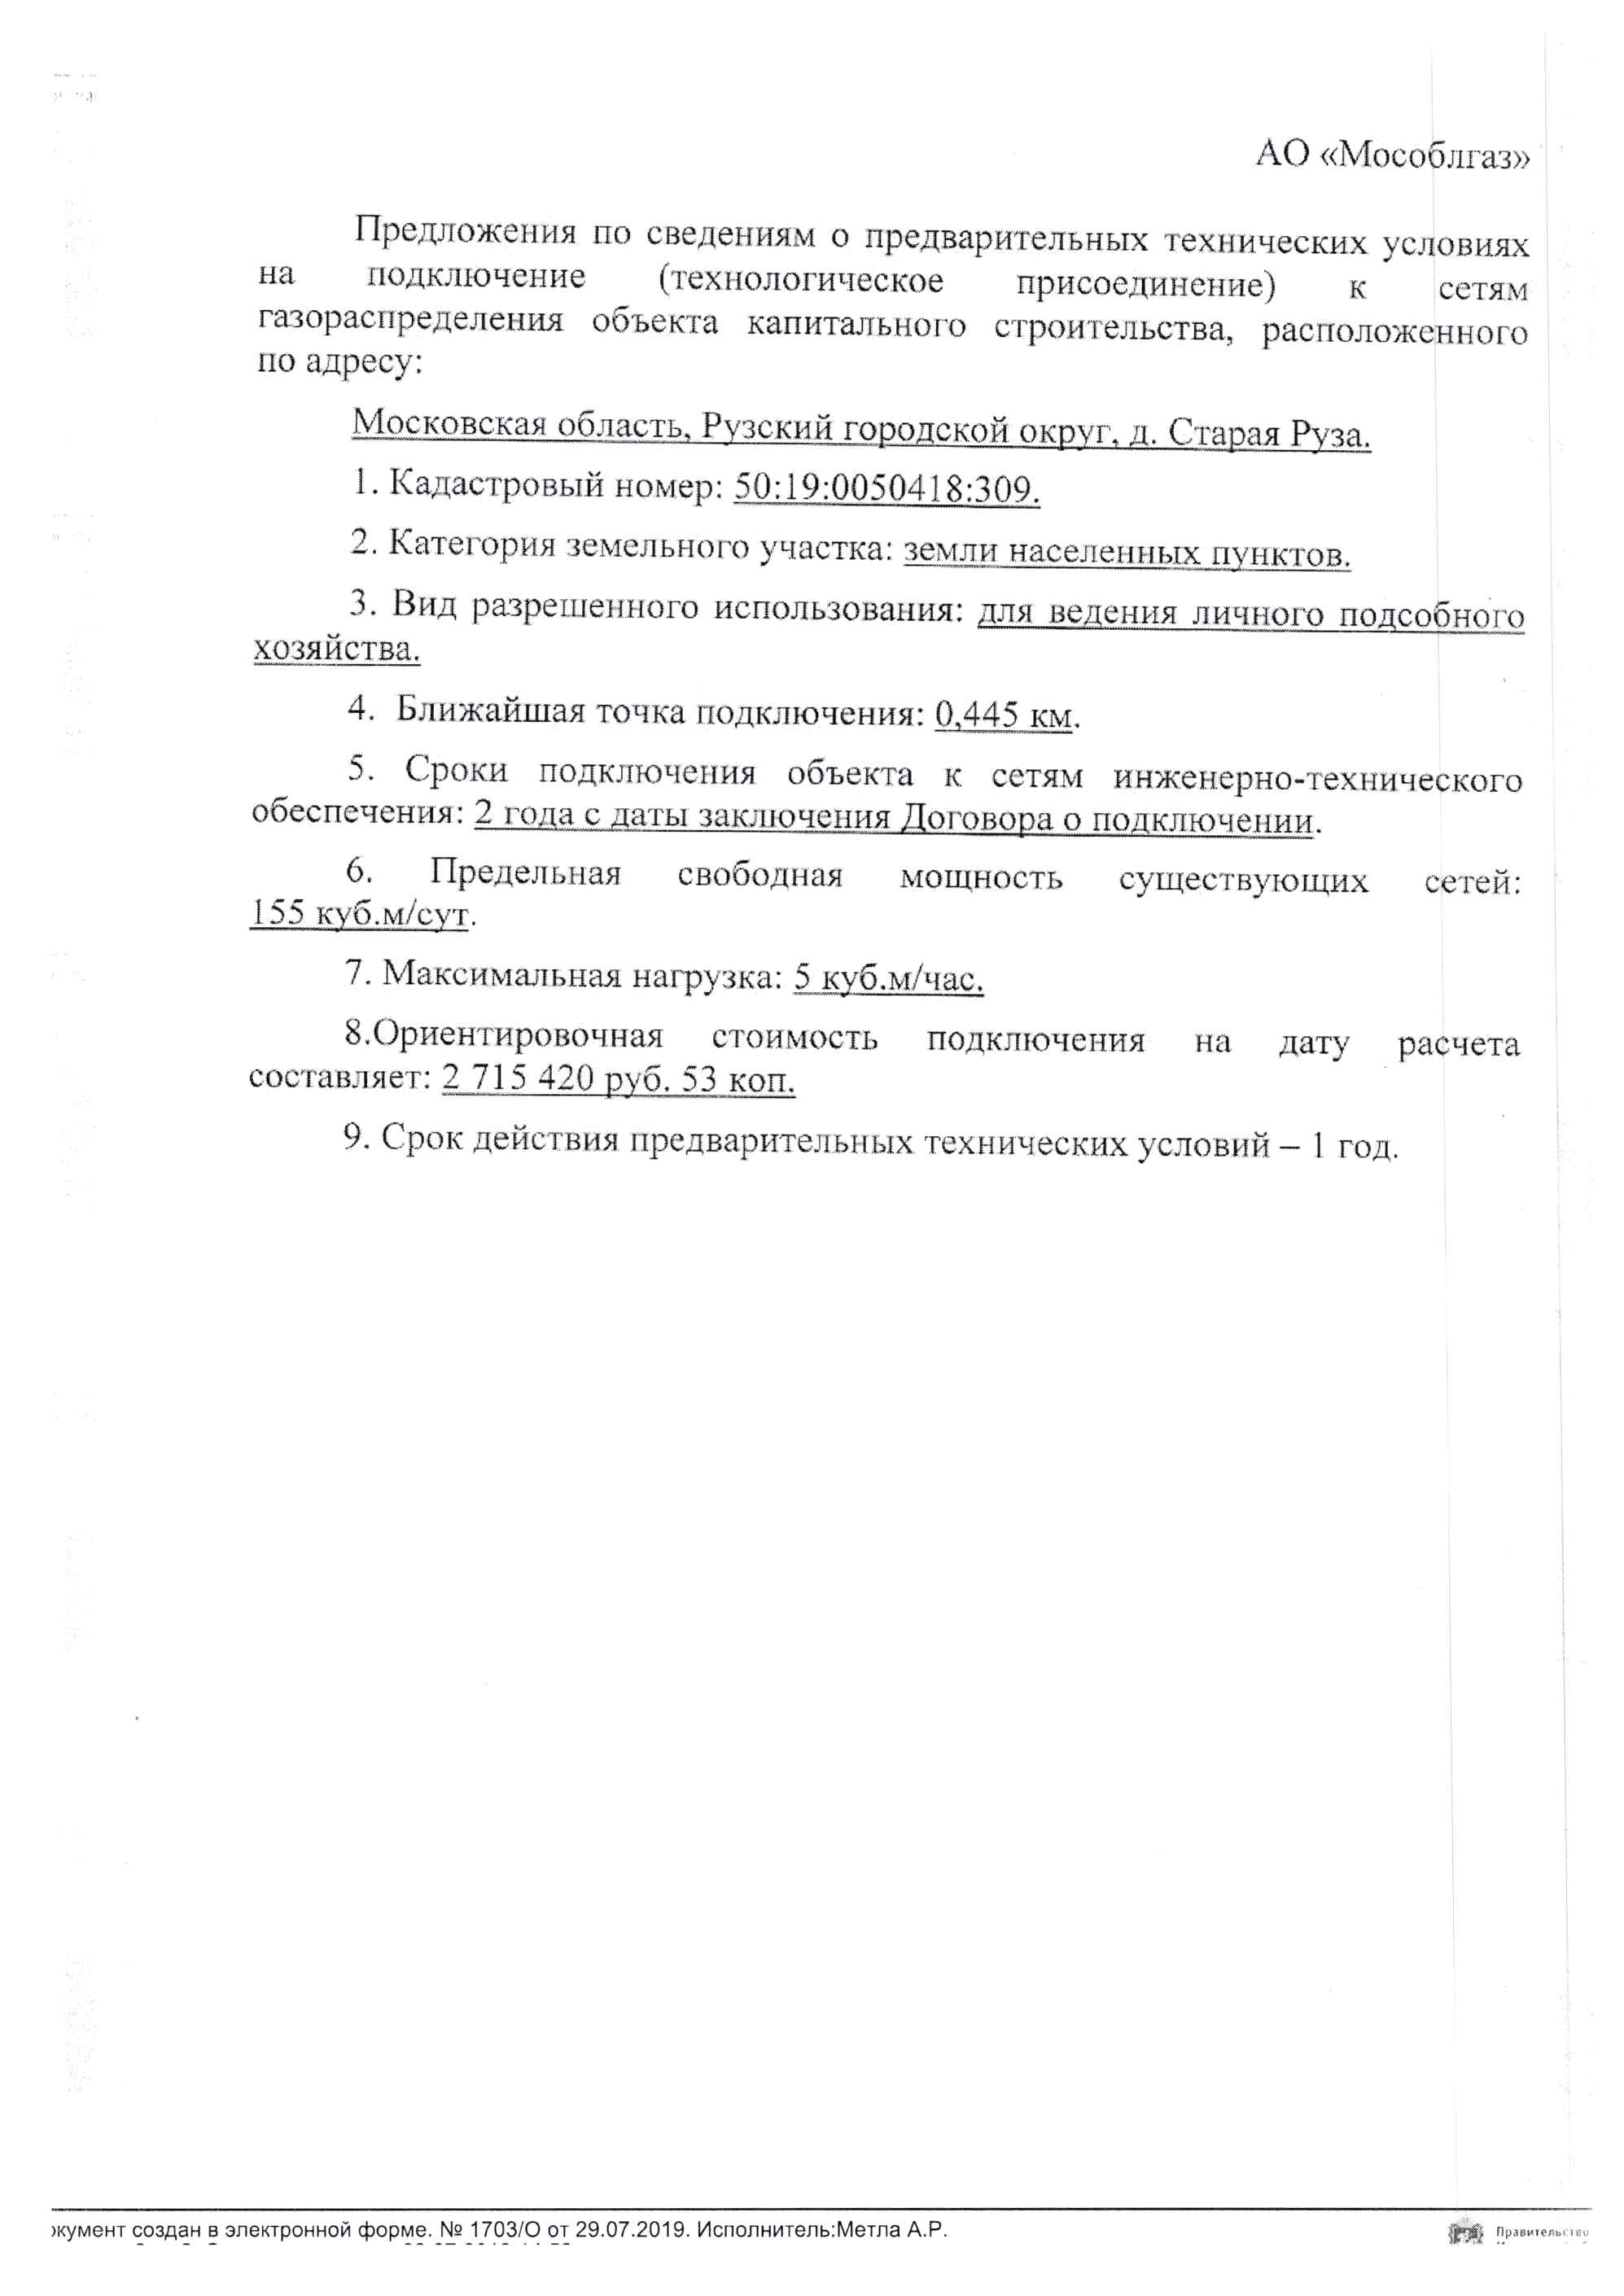 АО «Мособлгаз»
Предложения по сведениям о предварительных технических условиях
на подключение (технологическое присоединение) к сетям
газораспределения объекта капитального строительства, расположенного
по адресу:
Московская область, Рузский городской округ, д. Старая Руза.
1. Кадастровый номер: 50:19:0050418:309.
2. Категория земельного участка: земли населенных пунктов.
3. Вид разрешенного использования: для ведения личного подсобного
хозяйства.
4. Ближайшая точка подключения: 0,445 км.
5. Сроки подключения объекта к сетям инженерно-технического
обеспечения: 2 года с даты заключения Договора о подключении.
6. Предельная свободная мощность существующих сетей:
155 куб.м/сут.
7. Максимальная нагрузка: 5 куб.м/час.
8.Ориентировочная стоимость подключения на дату расчета
составляет: 2 715 420 руб. 53 коп.
9. Срок действия предварительных технических условий – 1 год.
окумент создан в электронной форме. № 1703/О от 29.07.2019. Исполнитель:Метла А.Р.
Правительство